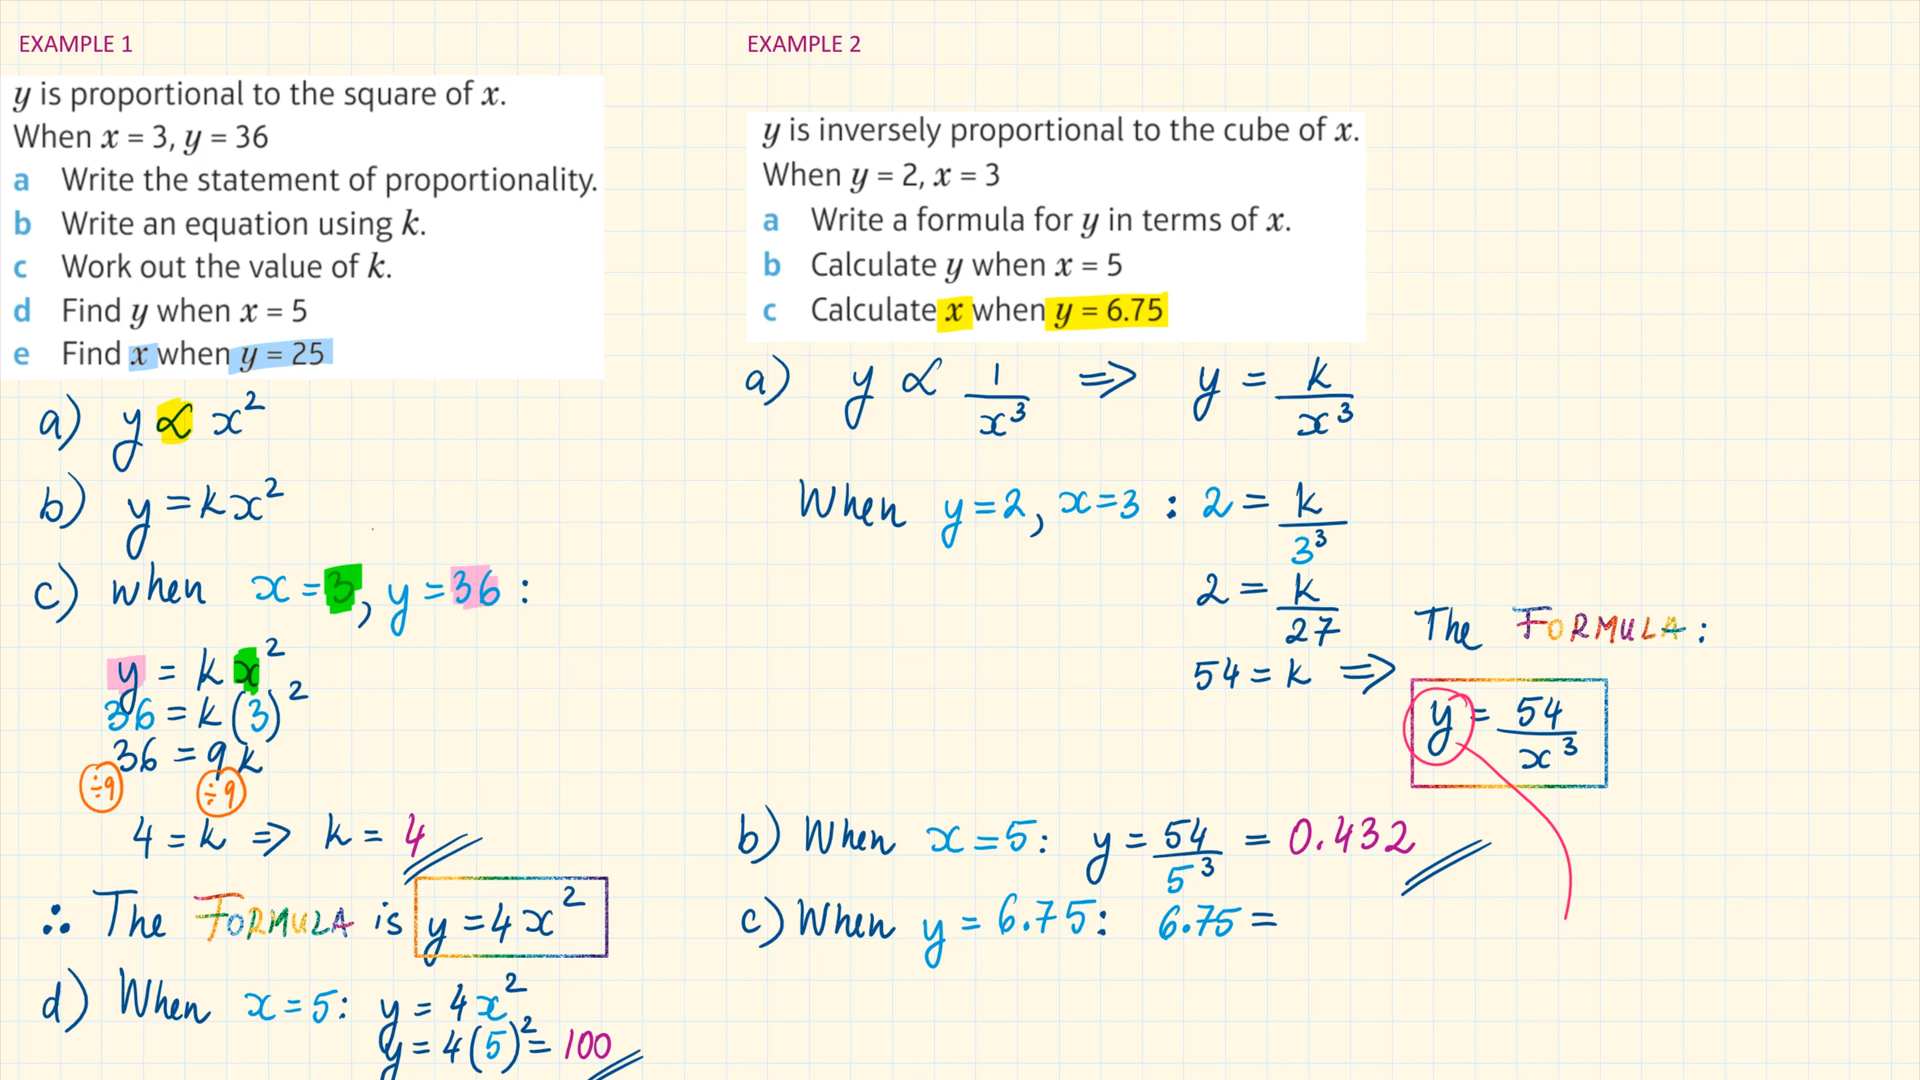 EXAMPLE 1
y is proportional to the square of x.
When x = 3, y = 36
a Write the statement of proportionality.
b Write an equation using k.
c Work out the value of k.
d Find y when x = 5
e Find x when y = 25
a) y ∝ x²
b) y = kx²
c) when x = 3, y = 36 :
y = k x²
36 = k(3)²
36 = 9k
÷9 ÷9
4 = k ⇒ k = 4
∴ The FORMULA is y = 4x²
d) When x = 5: y = 4x²
y = 4(5)² = 100
EXAMPLE 2
y is inversely proportional to the cube of x.
When y = 2, x = 3
a Write a formula for y in terms of x.
b Calculate y when x = 5
c Calculate x when y = 6.75
a) y ∝ 1/x³ ⇒ y = k/x³
When y = 2, x = 3 : 2 = k/3³
2 = k/27
54 = k ⇒
The FORMULA :
y = 54/x³
b) When x = 5: y = 54/5³ = 0.432
c) When y = 6.75: 6.75 =